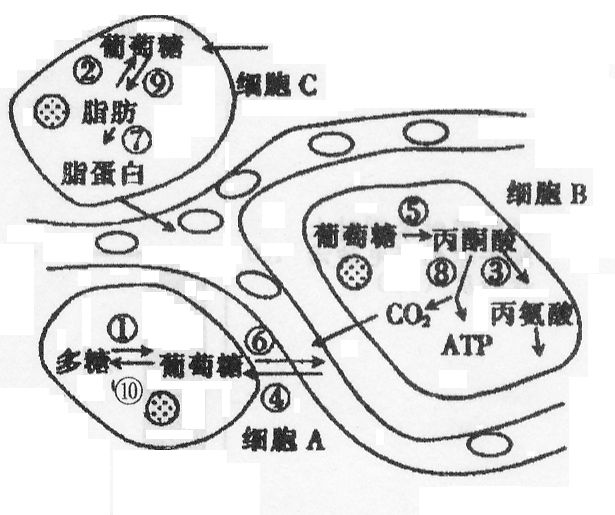 葡萄糖
② ⑨
细胞 C
脂肪
⑦
脂蛋白
细胞 B
⑤
葡萄糖 丙酮酸
⑧ ③
CO₂ 丙氨酸
ATP
① ⑥
多糖 葡萄糖
⑩ ④
细胞 A